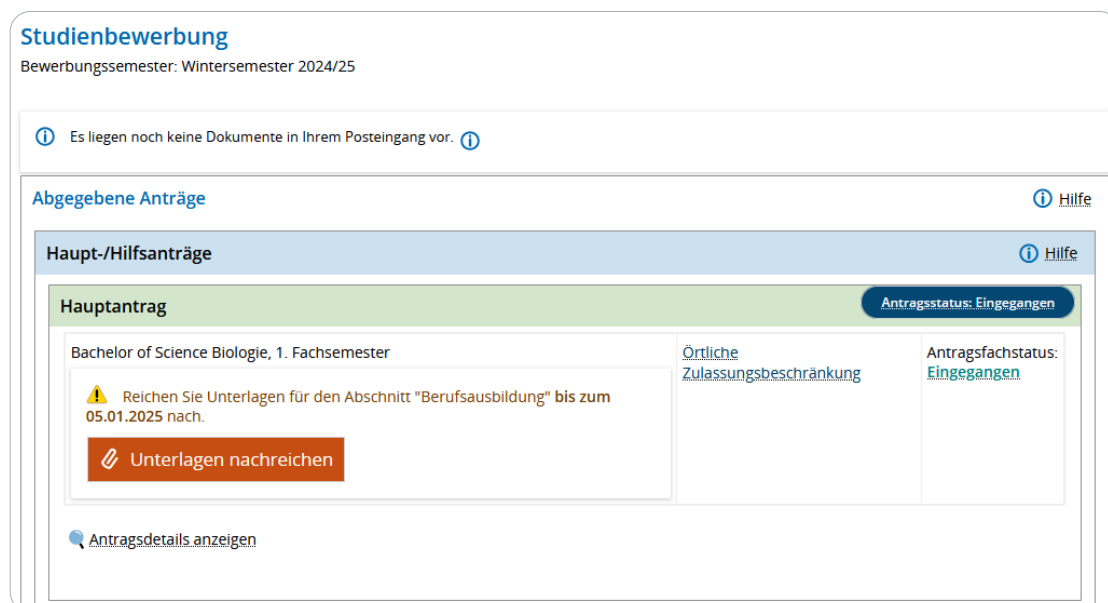 Studienbewerbung
Bewerbungssemester: Wintersemester 2024/25
Es liegen noch keine Dokumente in Ihrem Posteingang vor.
Abgegebene Anträge
Hilfe
Haupt-/Hilfsanträge
Hilfe
Hauptantrag
Antragsstatus: Eingegangen
Bachelor of Science Biologie, 1. Fachsemester
Reichen Sie Unterlagen für den Abschnitt "Berufsausbildung" bis zum
05.01.2025 nach.
Unterlagen nachreichen
Örtliche
Zulassungsbeschränkung
Antragsfachstatus:
Eingegangen
Antragsdetails anzeigen